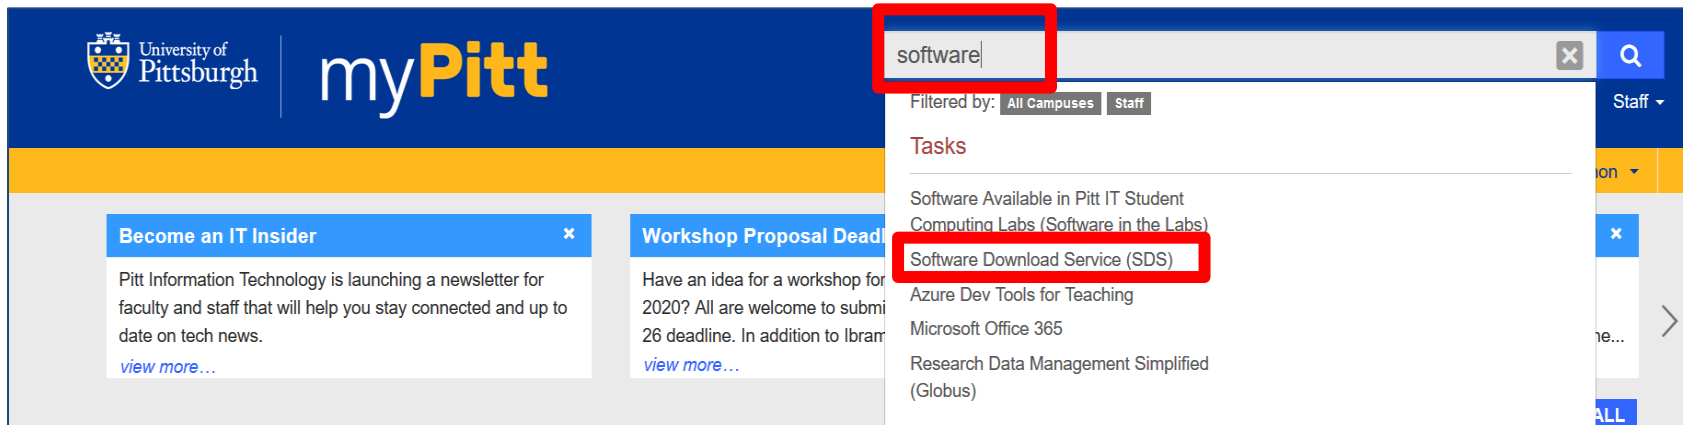 University of
Pittsburgh
myPitt
software
Filtered by: All Campuses Staff
Staff
Tasks
Software Available in Pitt IT Student
Computing Labs (Software in the Labs)
Software Download Service (SDS)
Azure Dev Tools for Teaching
Microsoft Office 365
Research Data Management Simplified
(Globus)
Become an IT Insider
Pitt Information Technology is launching a newsletter for
faculty and staff that will help you stay connected and up to
date on tech news.
view more...
Workshop Proposal Deadl
Have an idea for a workshop for
2020? All are welcome to submi
26 deadline. In addition to Ibram
view more...
ALL